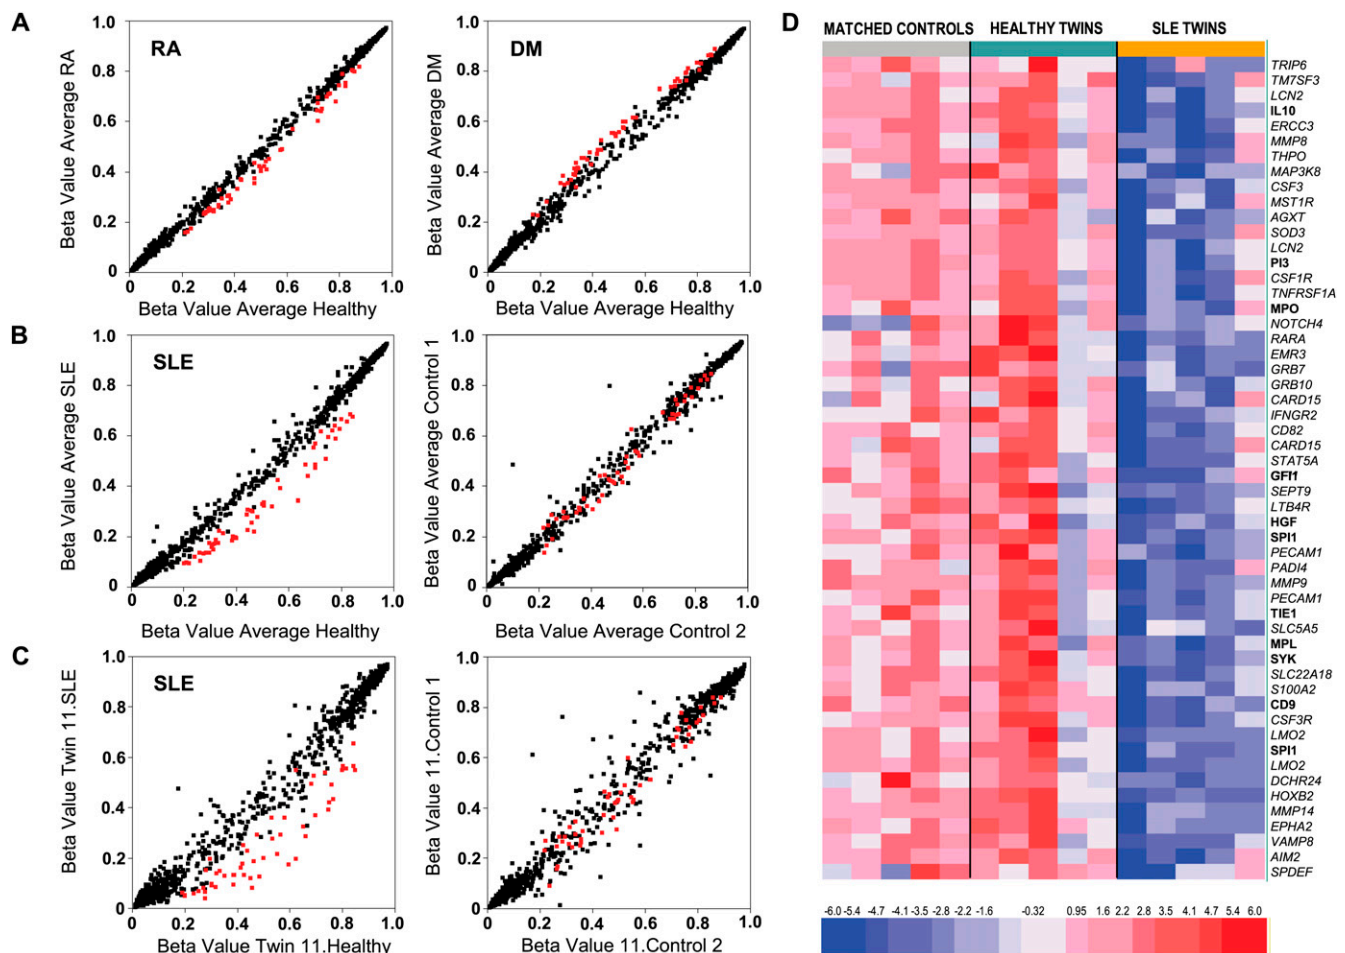 A
RA
Beta Value Average RA
1.0
0.8
0.6
0.4
0.2
0
0.2
0.4
0.6
0.8
1.0
Beta Value Average Healthy
DM
Beta Value Average DM
1.0
0.8
0.6
0.4
0.2
0
0
0.2
0.4
0.6
0.8
1.0
Beta Value Average Healthy
B
SLE
Beta Value Average SLE
1.0
0.8
0.6
0.4
0.2
0
0
0.2
0.4
0.6
0.8
1.0
Beta Value Average Healthy
Beta Value Average Control 1
1.0
0.8
0.6
0.4
0.2
0
0
0.2
0.4
0.6
0.8
1.0
Beta Value Average Control 2
C
SLE
Beta Value Twin 11.SLE
1.0
0.8
0.6
0.4
0.2
0
0
0.2
0.4
0.6
0.8
1.0
Beta Value Twin 11.Healthy
Beta Value 11.Control 1
1.0
0.8
0.6
0.4
0.2
0
0
0.2
0.4
0.6
0.8
1.0
Beta Value 11.Control 2
D
MATCHED CONTROLS HEALTHY TWINS SLE TWINS
TRIP6
TM7SF3
LCN2
IL10
ERCC3
MMP8
THPO
MAP3K8
CSF3
MST1R
AGXT
SOD3
LCN2
PI3
CSF1R
TNFRSF1A
MPO
NOTCH4
RARA
EMR3
GRB7
GRB10
CARD15
IFNGR2
CD82
CARD15
STAT5A
GFI1
SEPT9
LTB4R
HGF
SPI1
PECAM1
PADI4
MMP9
PECAM1
TIE1
SLC5A5
MPL
SYK
SLC22A18
S100A2
CD9
CSF3R
LMO2
SPI1
LMO2
DCHR24
HOXB2
MMP14
EPHA2
VAMP8
AIM2
SPDEF
-6.0 -5.4 -4.7 -4.1 -3.5 -2.8 -2.2 -1.6 -0.32 0.95 1.6 2.2 2.8 3.5 4.1 4.7 5.4 6.0